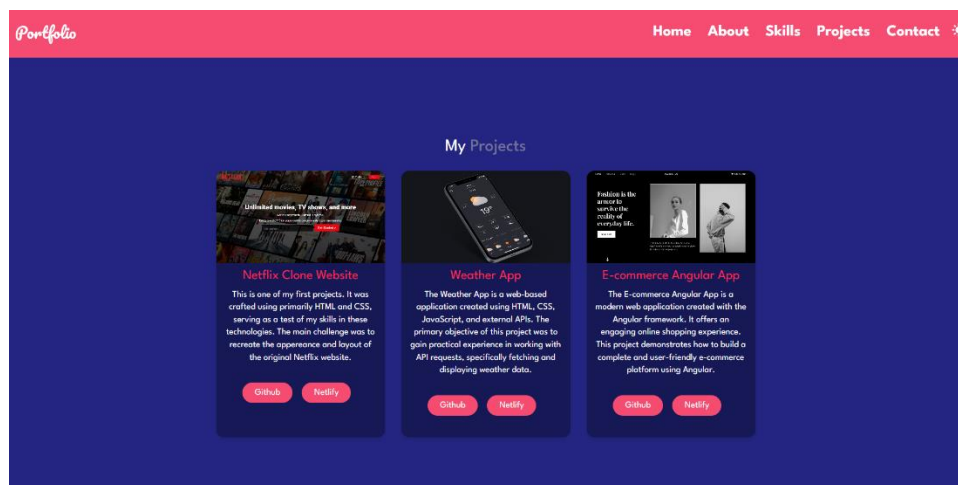 Portfolio
Home About Skills Projects Contact
My Projects
Unlimited movies, TV shows, and more
19°
Fashion is the
armor to
survive the
reality of
everyday life.
Netflix Clone Website
This is one of my first projects. It was
crafted using primarily HTML and CSS,
serving as a test of my skills in these
technologies. The main challenge was to
recreate the appereance and layout of
the original Netflix website.
Github Netlify
Weather App
The Weather App is a web-based
application created using HTML, CSS,
JavaScript, and external APIs. The
primary objective of this project was to
gain practical experience in working with
API requests, specifically fetching and
displaying weather data.
Github Netlify
E-commerce Angular App
The E-commerce Angular App is a
modern web application created with the
Angular framework. It offers an
engaging online shopping experience.
This project demonstrates how to build a
complete and user-friendly e-commerce
platform using Angular.
Github Netlify